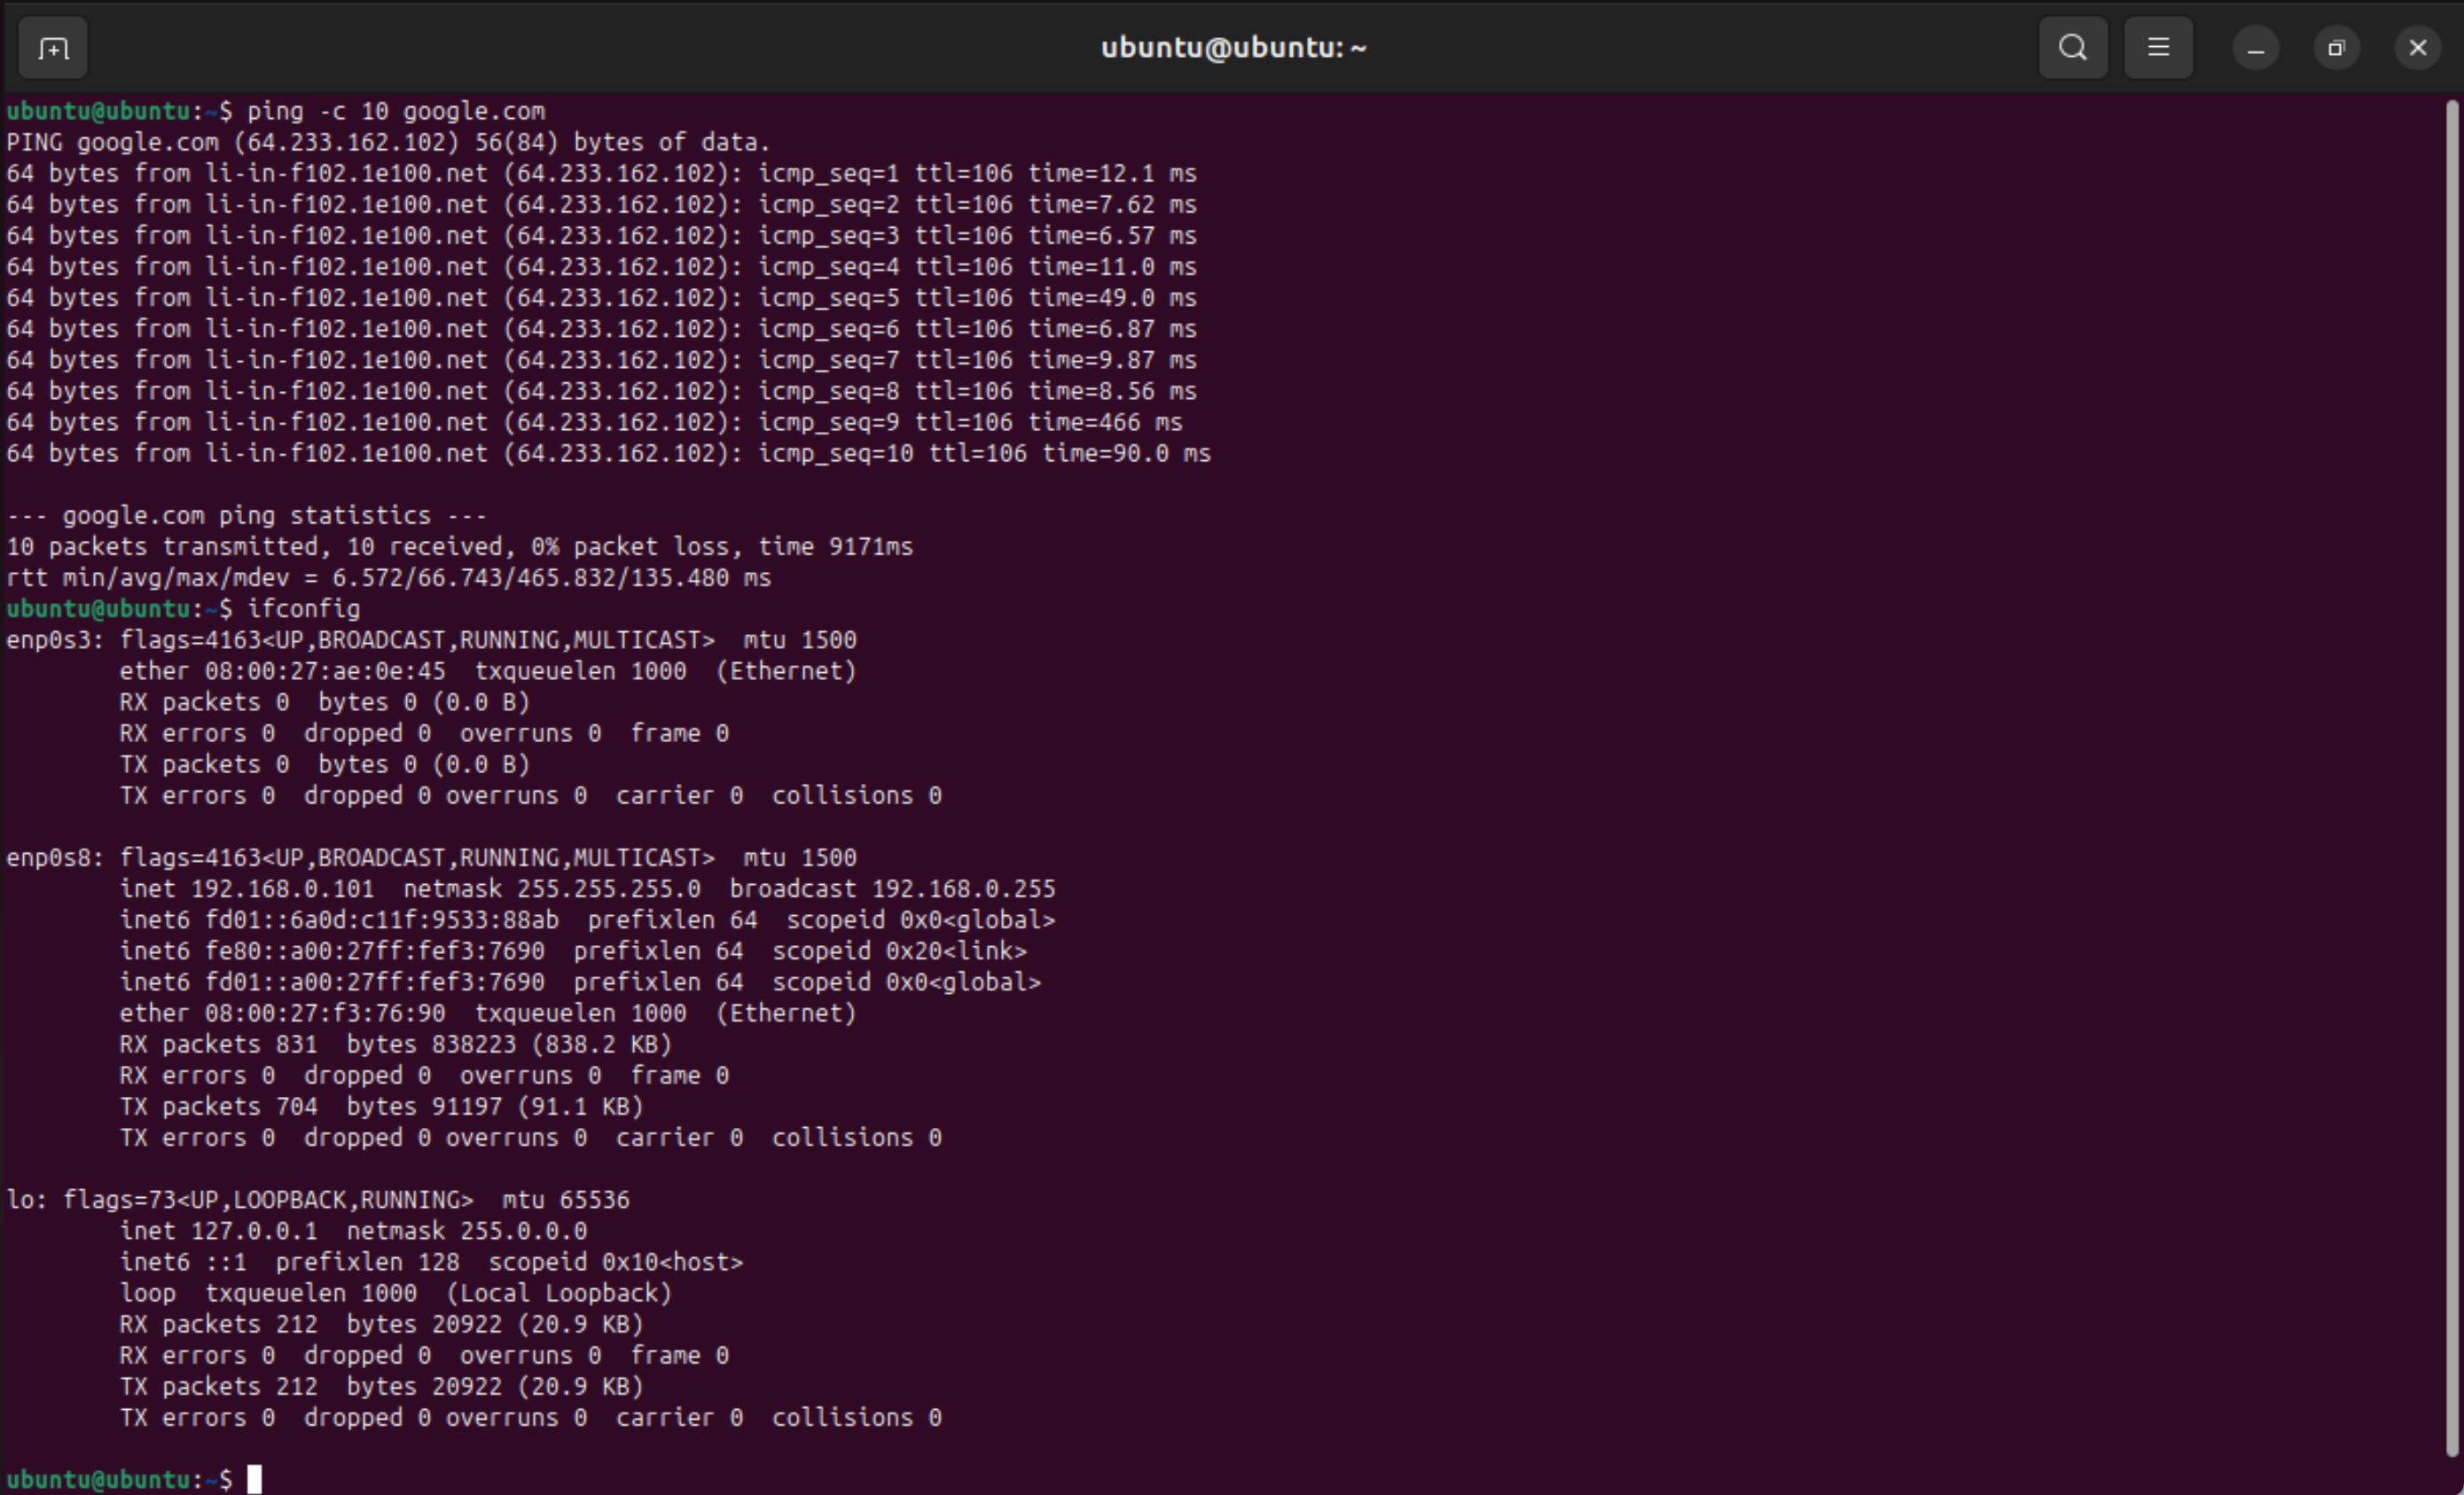 ubuntu@ubuntu: ~
ubuntu@ubuntu:~$ ping -c 10 google.com
PING google.com (64.233.162.102) 56(84) bytes of data.
64 bytes from li-in-f102.1e100.net (64.233.162.102): icmp_seq=1 ttl=106 time=12.1 ms
64 bytes from li-in-f102.1e100.net (64.233.162.102): icmp_seq=2 ttl=106 time=7.62 ms
64 bytes from li-in-f102.1e100.net (64.233.162.102): icmp_seq=3 ttl=106 time=6.57 ms
64 bytes from li-in-f102.1e100.net (64.233.162.102): icmp_seq=4 ttl=106 time=11.0 ms
64 bytes from li-in-f102.1e100.net (64.233.162.102): icmp_seq=5 ttl=106 time=49.0 ms
64 bytes from li-in-f102.1e100.net (64.233.162.102): icmp_seq=6 ttl=106 time=6.87 ms
64 bytes from li-in-f102.1e100.net (64.233.162.102): icmp_seq=7 ttl=106 time=9.87 ms
64 bytes from li-in-f102.1e100.net (64.233.162.102): icmp_seq=8 ttl=106 time=8.56 ms
64 bytes from li-in-f102.1e100.net (64.233.162.102): icmp_seq=9 ttl=106 time=466 ms
64 bytes from li-in-f102.1e100.net (64.233.162.102): icmp_seq=10 ttl=106 time=90.0 ms
--- google.com ping statistics ---
10 packets transmitted, 10 received, 0% packet loss, time 9171ms
rtt min/avg/max/mdev = 6.572/66.743/465.832/135.480 ms
ubuntu@ubuntu:~$ ifconfig
enp0s3: flags=4163<UP,BROADCAST,RUNNING,MULTICAST>  mtu 1500
ether 08:00:27:ae:0e:45  txqueuelen 1000  (Ethernet)
RX packets 0  bytes 0 (0.0 B)
RX errors 0  dropped 0  overruns 0  frame 0
TX packets 0  bytes 0 (0.0 B)
TX errors 0  dropped 0 overruns 0  carrier 0  collisions 0
enp0s8: flags=4163<UP,BROADCAST,RUNNING,MULTICAST>  mtu 1500
inet 192.168.0.101  netmask 255.255.255.0  broadcast 192.168.0.255
inet6 fd01::6a0d:c11f:9533:88ab  prefixlen 64  scopeid 0x0<global>
inet6 fe80::a00:27ff:fef3:7690  prefixlen 64  scopeid 0x20<link>
inet6 fd01::a00:27ff:fef3:7690  prefixlen 64  scopeid 0x0<global>
ether 08:00:27:f3:76:90  txqueuelen 1000  (Ethernet)
RX packets 831  bytes 838223 (838.2 KB)
RX errors 0  dropped 0  overruns 0  frame 0
TX packets 704  bytes 91197 (91.1 KB)
TX errors 0  dropped 0 overruns 0  carrier 0  collisions 0
lo: flags=73<UP,LOOPBACK,RUNNING>  mtu 65536
inet 127.0.0.1  netmask 255.0.0.0
inet6 ::1  prefixlen 128  scopeid 0x10<host>
loop  txqueuelen 1000  (Local Loopback)
RX packets 212  bytes 20922 (20.9 KB)
RX errors 0  dropped 0  overruns 0  frame 0
TX packets 212  bytes 20922 (20.9 KB)
TX errors 0  dropped 0 overruns 0  carrier 0  collisions 0
ubuntu@ubuntu:~$